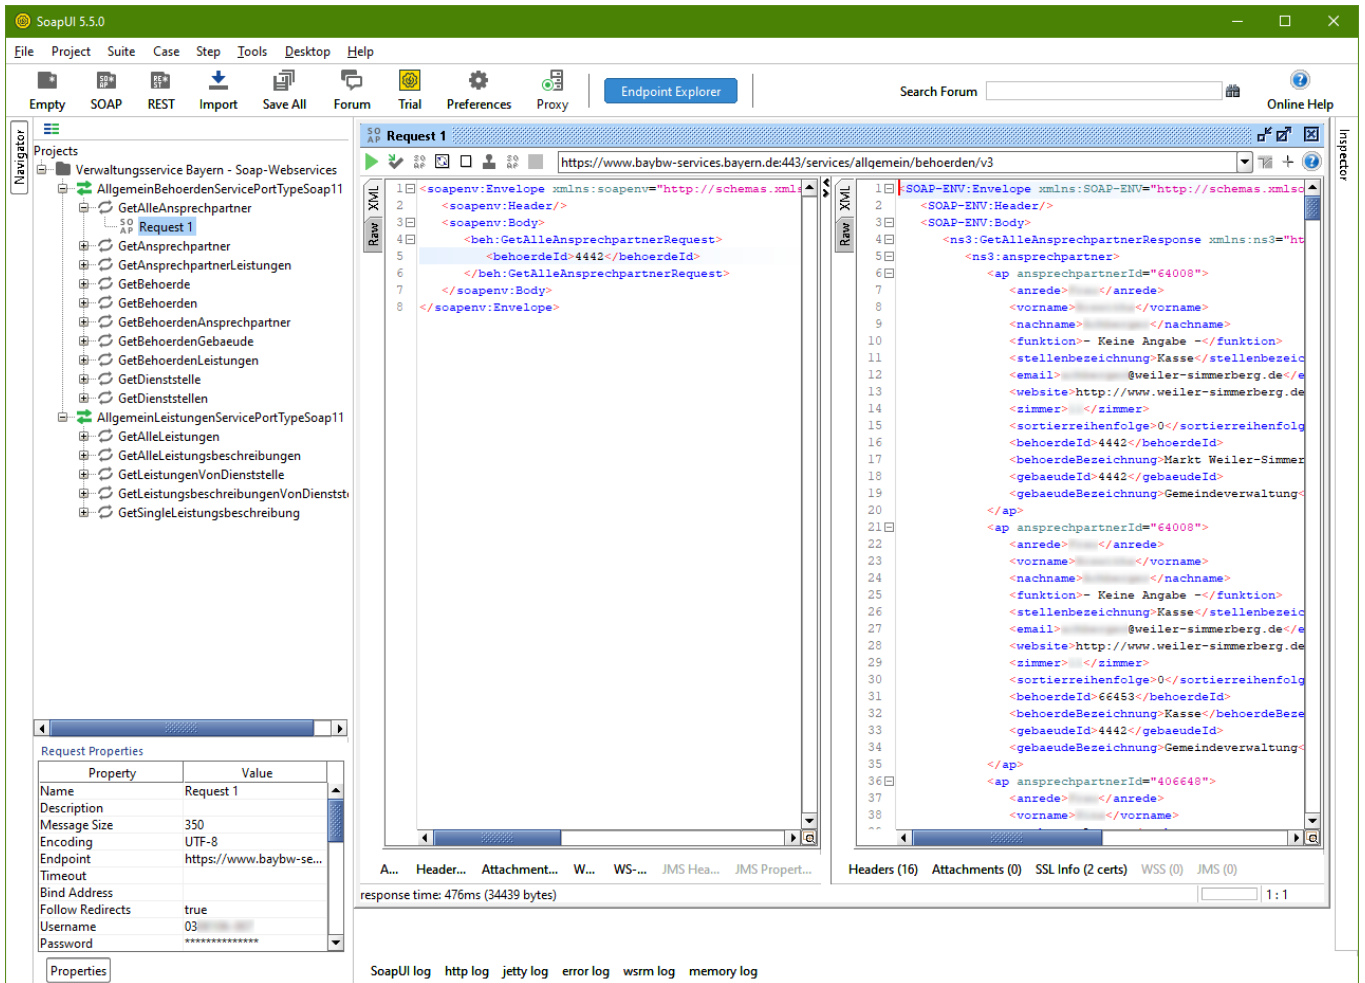 SoapUI 5.5.0
File Project Suite Case Step Tools Desktop Help
Empty SOAP REST Import Save All Forum Trial Preferences Proxy Endpoint Explorer Search Forum Online Help
Navigator
Projects
Verwaltungsservice Bayern - Soap-Webservices
AllgemeinBehoerdenServicePortTypeSoap11
GetAlleAnsprechpartner
Request 1
GetAnsprechpartner
GetAnsprechpartnerLeistungen
GetBehoerde
GetBehoerden
GetBehoerdenAnsprechpartner
GetBehoerdenGebaeude
GetBehoerdenLeistungen
GetDienststelle
GetDienststellen
AllgemeinLeistungenServicePortTypeSoap11
GetAlleLeistungen
GetAlleLeistungsbeschreibungen
GetLeistungenVonDienststelle
GetLeistungsbeschreibungenVonDienstst
GetSingleLeistungsbeschreibung
Request Properties
Property Value
Name Request 1
Description
Message Size 350
Encoding UTF-8
Endpoint https://www.baybw-se...
Timeout
Bind Address
Follow Redirects true
Username 03
Password **************
Properties
Request 1
https://www.baybw-services.bayern.de:443/services/allgemein/behoerden/v3
XML
Raw
1 <soapenv:Envelope xmlns:soapenv="http://schemas.xmls
2 <soapenv:Header/>
3 <soapenv:Body>
4 <beh:GetAlleAnsprechpartnerRequest>
5 <behoerdeId>4442</behoerdeId>
6 </beh:GetAlleAnsprechpartnerRequest>
7 </soapenv:Body>
8 </soapenv:Envelope>
A... Header... Attachment... W... WS-... JMS Hea... JMS Propert...
XML
Raw
1 <SOAP-ENV:Envelope xmlns:SOAP-ENV="http://schemas.xmlso
2 <SOAP-ENV:Header/>
3 <SOAP-ENV:Body>
4 <ns3:GetAlleAnsprechpartnerResponse xmlns:ns3="ht
5 <ns3:ansprechpartner>
6 <ap ansprechpartnerId="64008">
7 <anrede></anrede>
8 <vorname></vorname>
9 <nachname></nachname>
10 <funktion>- Keine Angabe -</funktion>
11 <stellenbezeichnung>Kasse</stellenbezeic
12 <email>@weiler-simmerberg.de</e
13 <website>http://www.weiler-simmerberg.de
14 <zimmer></zimmer>
15 <sortierreihenfolge>0</sortierreihenfolg
16 <behoerdeId>4442</behoerdeId>
17 <behoerdeBezeichnung>Markt Weiler-Simmer
18 <gebaeudeId>4442</gebaeudeId>
19 <gebaeudeBezeichnung>Gemeindeverwaltung<
20 </ap>
21 <ap ansprechpartnerId="64008">
22 <anrede></anrede>
23 <vorname></vorname>
24 <nachname></nachname>
25 <funktion>- Keine Angabe -</funktion>
26 <stellenbezeichnung>Kasse</stellenbezeic
27 <email>@weiler-simmerberg.de</e
28 <website>http://www.weiler-simmerberg.de
29 <zimmer></zimmer>
30 <sortierreihenfolge>0</sortierreihenfolg
31 <behoerdeId>66453</behoerdeId>
32 <behoerdeBezeichnung>Kasse</behoerdeBeze
33 <gebaeudeId>4442</gebaeudeId>
34 <gebaeudeBezeichnung>Gemeindeverwaltung<
35 </ap>
36 <ap ansprechpartnerId="406648">
37 <anrede></anrede>
38 <vorname></vorname>
Headers (16) Attachments (0) SSL Info (2 certs) WSS (0) JMS (0)
response time: 476ms (34439 bytes)
1 : 1
Inspector
SoapUI log http log jetty log error log wsrm log memory log